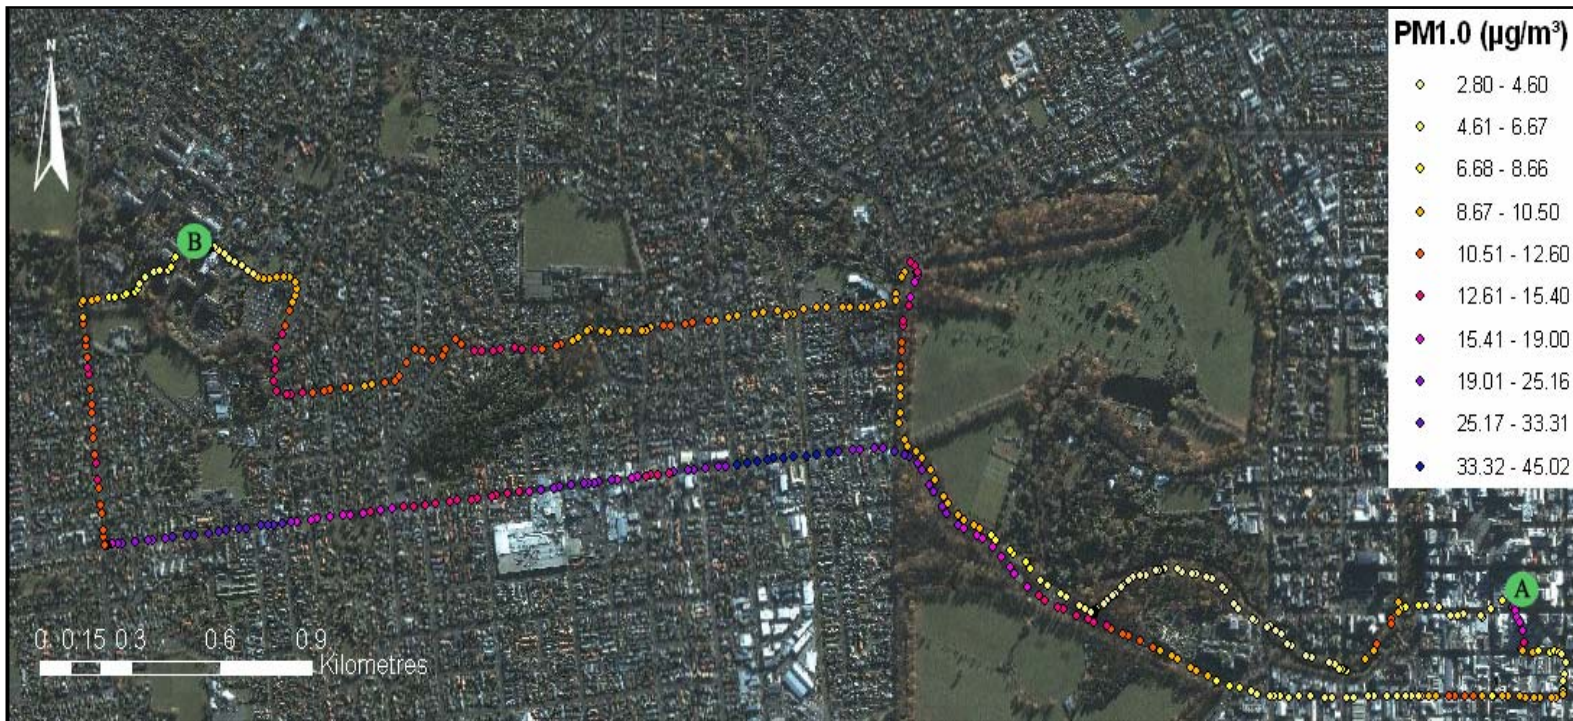 PM1.0 (µg/m³)
2.80 - 4.60
4.61 - 6.67
6.68 - 8.66
8.67 - 10.50
10.51 - 12.60
12.61 - 15.40
15.41 - 19.00
19.01 - 25.16
25.17 - 33.31
33.32 - 45.02
N
B
A
0 0.15 0.3 0.6 0.9
Kilometres